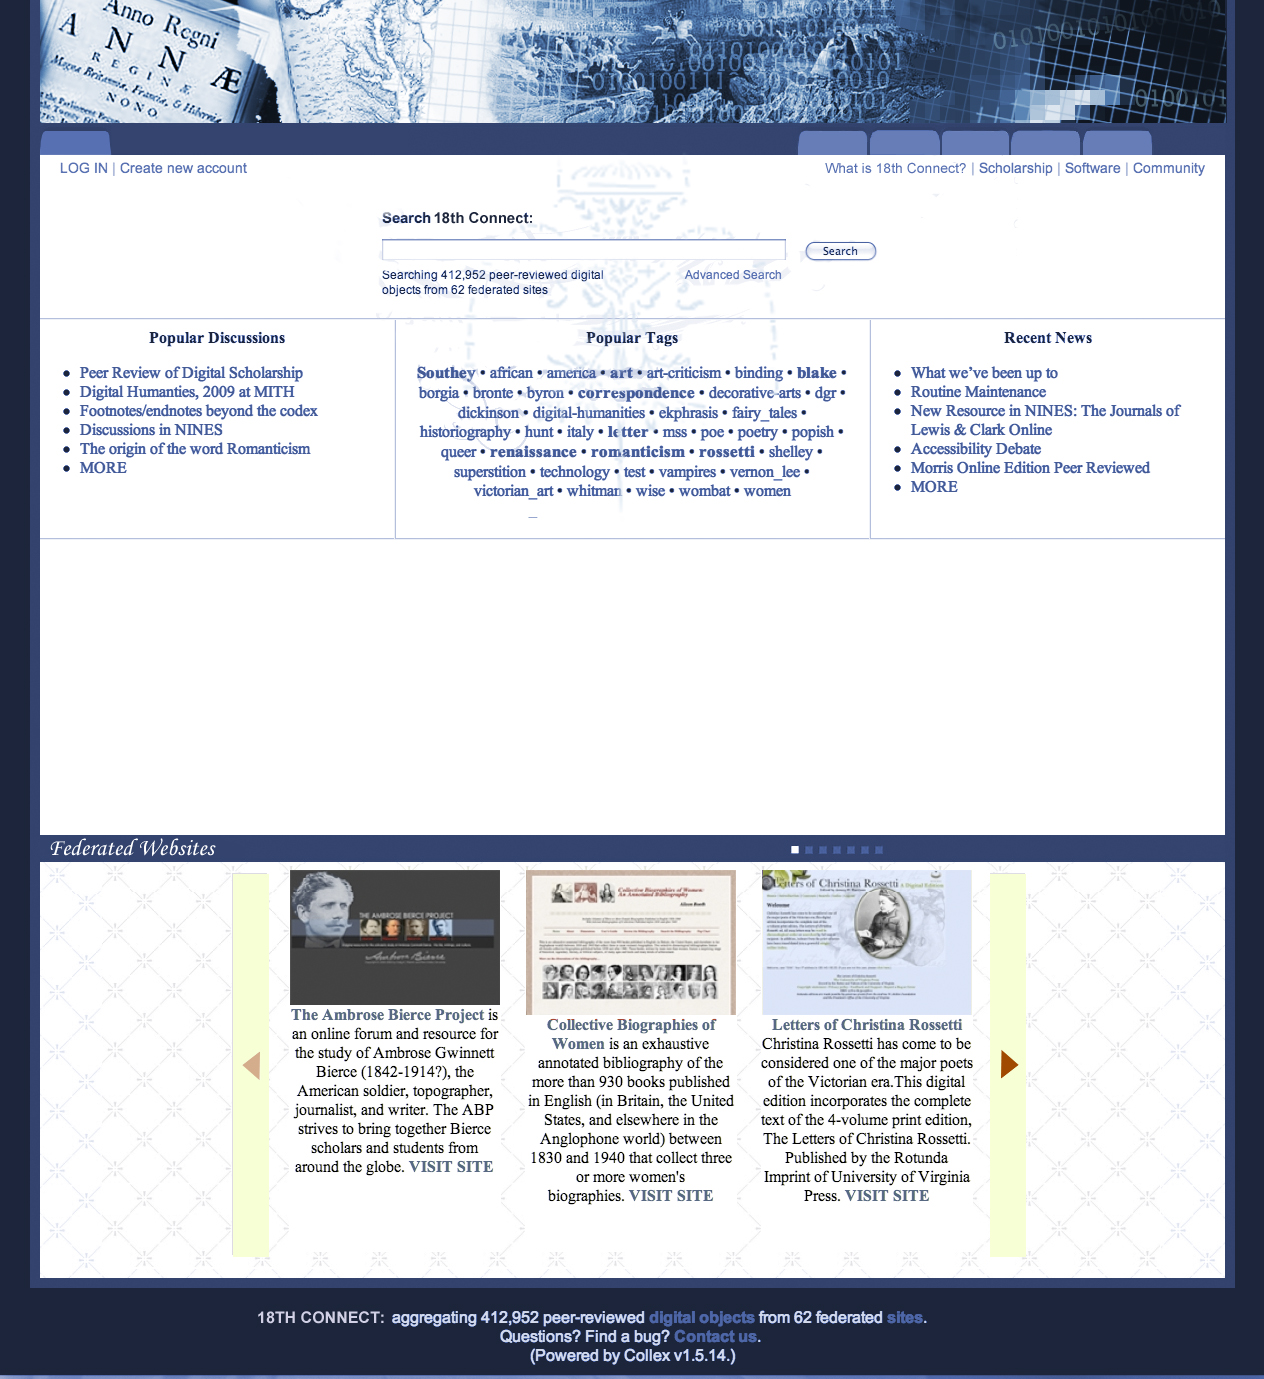 Anno Regni
ANNÆ
REGINÆ
Magnæ Britanniæ, Franciæ, & Hiberniæ
NONO.
LOG IN | Create new account
What is 18th Connect? | Scholarship | Software | Community
Search 18th Connect:
Search
Searching 412,952 peer-reviewed digital
objects from 62 federated sites
Advanced Search
Popular Discussions
• Peer Review of Digital Scholarship
• Digital Humanties, 2009 at MITH
• Footnotes/endnotes beyond the codex
• Discussions in NINES
• The origin of the word Romanticism
• MORE
Popular Tags
Southey • african • america • art • art-criticism • binding • blake •
borgia • bronte • byron • correspondence • decorative-arts • dgr •
dickinson • digital-humanities • ekphrasis • fairy_tales •
historiography • hunt • italy • letter • mss • poe • poetry • popish •
queer • renaissance • romanticism • rossetti • shelley •
superstition • technology • test • vampires • vernon_lee •
victorian_art • whitman • wise • wombat • women
Recent News
• What we've been up to
• Routine Maintenance
• New Resource in NINES: The Journals of
Lewis & Clark Online
• Accessibility Debate
• Morris Online Edition Peer Reviewed
• MORE
Federated Websites
THE AMBROSE BIERCE PROJECT
Ambrose Bierce
The Ambrose Bierce Project is
an online forum and resource for
the study of Ambrose Gwinnett
Bierce (1842-1914?), the
American soldier, topographer,
journalist, and writer. The ABP
strives to bring together Bierce
scholars and students from
around the globe. VISIT SITE
Collective Biographies of Women:
An Annotated Bibliography
Alison Booth
Collective Biographies of
Women is an exhaustive
annotated bibliography of the
more than 930 books published
in English (in Britain, the United
States, and elsewhere in the
Anglophone world) between
1830 and 1940 that collect three
or more women's
biographies. VISIT SITE
The Letters of Christina Rossetti A Digital Edition
Welcome
Letters of Christina Rossetti
Christina Rossetti has come to be
considered one of the major poets
of the Victorian era.This digital
edition incorporates the complete
text of the 4-volume print edition,
The Letters of Christina Rossetti.
Published by the Rotunda
Imprint of University of Virginia
Press. VISIT SITE
18TH CONNECT: aggregating 412,952 peer-reviewed digital objects from 62 federated sites.
Questions? Find a bug? Contact us.
(Powered by Collex v1.5.14.)